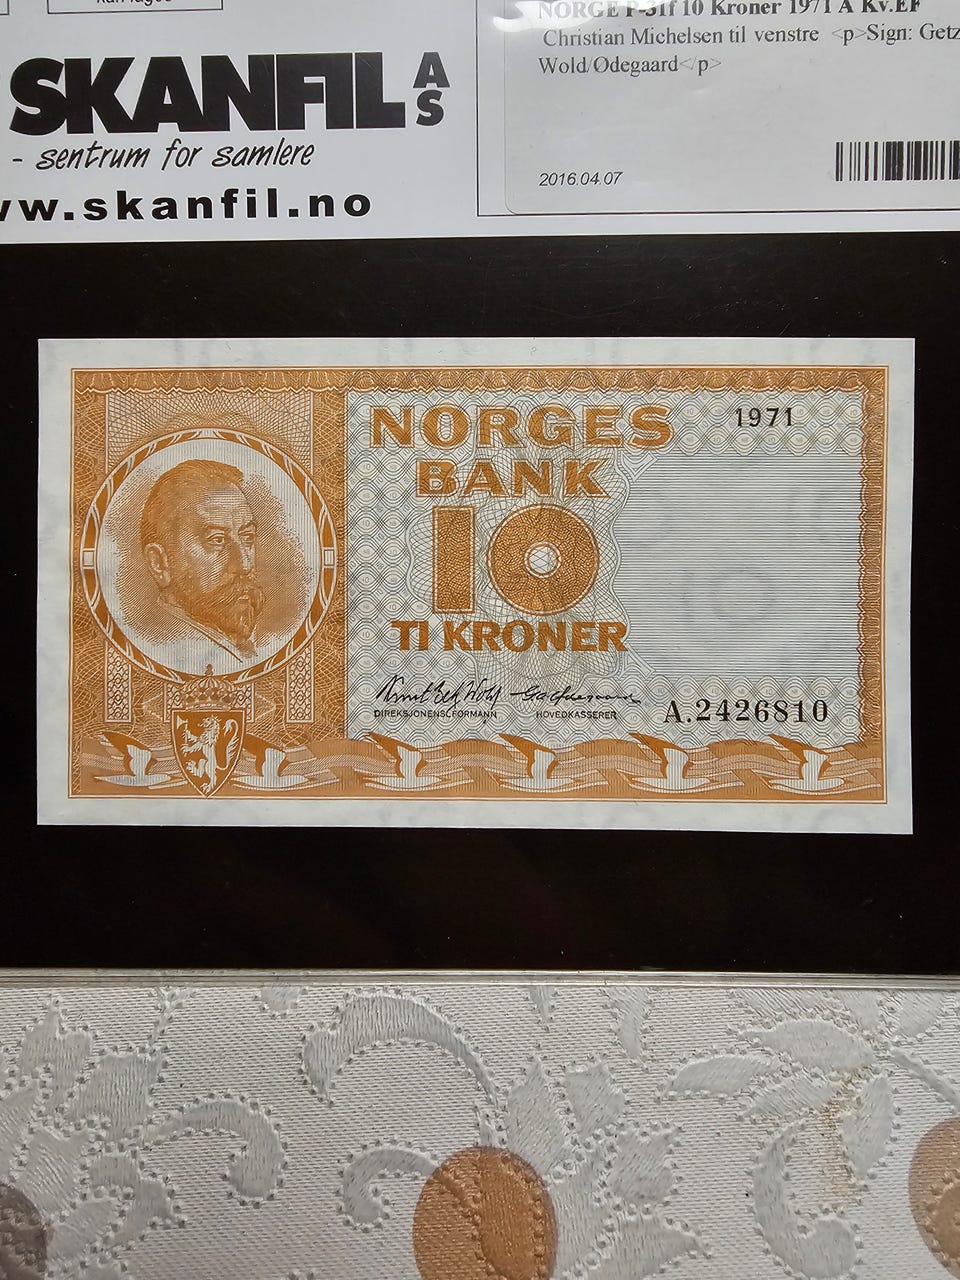 SKANFIL AS
- sentrum for samlere
www.skanfil.no
NORGE P-31f 10 Kroner 1971 A Kv.EF
Christian Michelsen til venstre <p>Sign: Getz
Wold/Ødegaard</p>
2016.04.07
NORGES
BANK
1971
10
TI KRONER
DIREKSJONENS FORMANN
HOVEDKASSERER
A.2426810